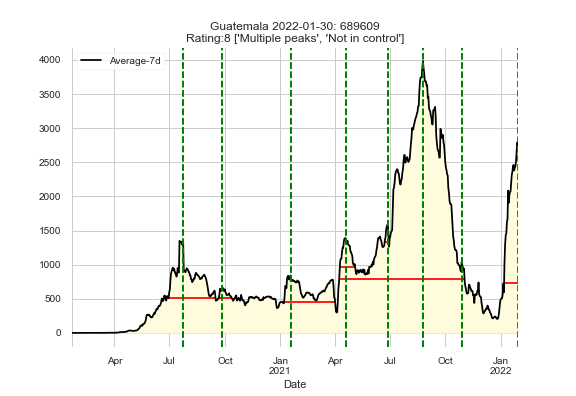 Guatemala 2022-01-30: 689609
Rating:8 ['Multiple peaks', 'Not in control']
Average-7d
4000
3500
3000
2500
2000
1500
1000
500
0
Apr Jul Oct Jan Apr Jul Oct Jan
2021 2022
Date